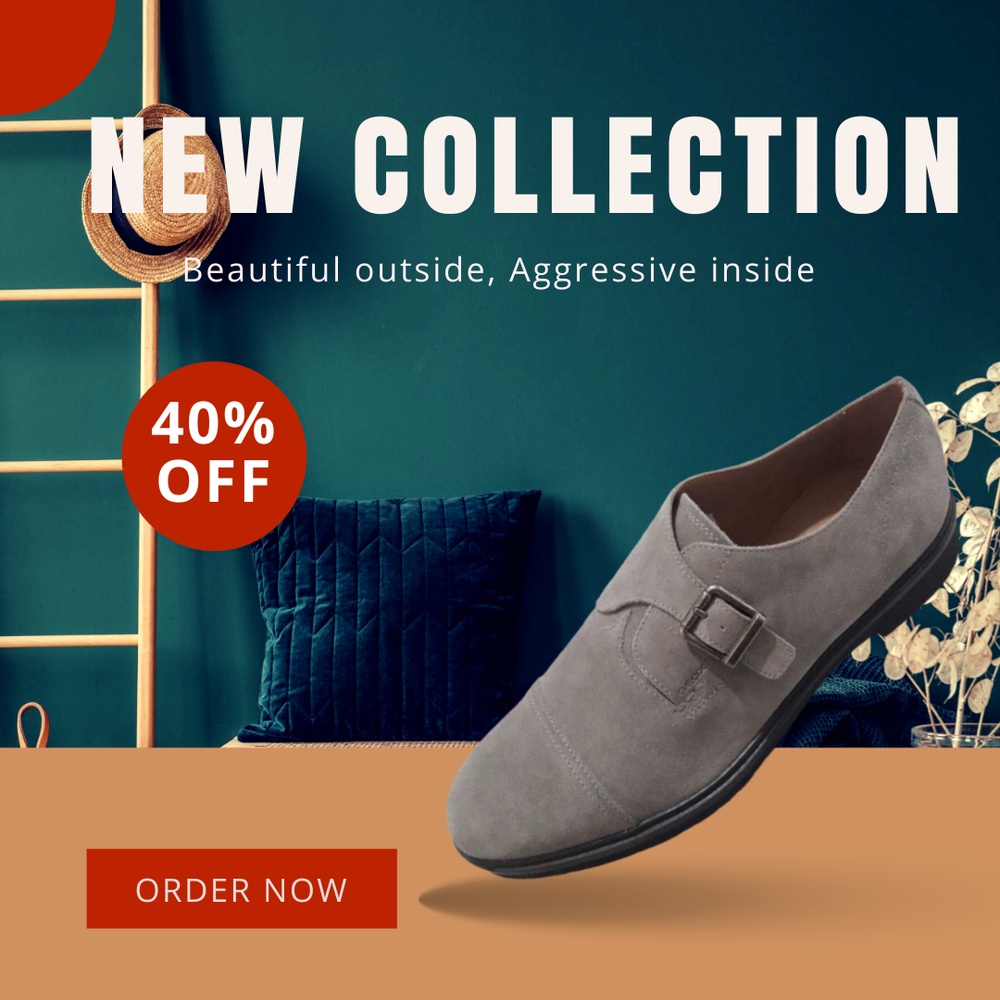 NEW COLLECTION
Beautiful outside, Aggressive inside
40%
OFF
ORDER NOW